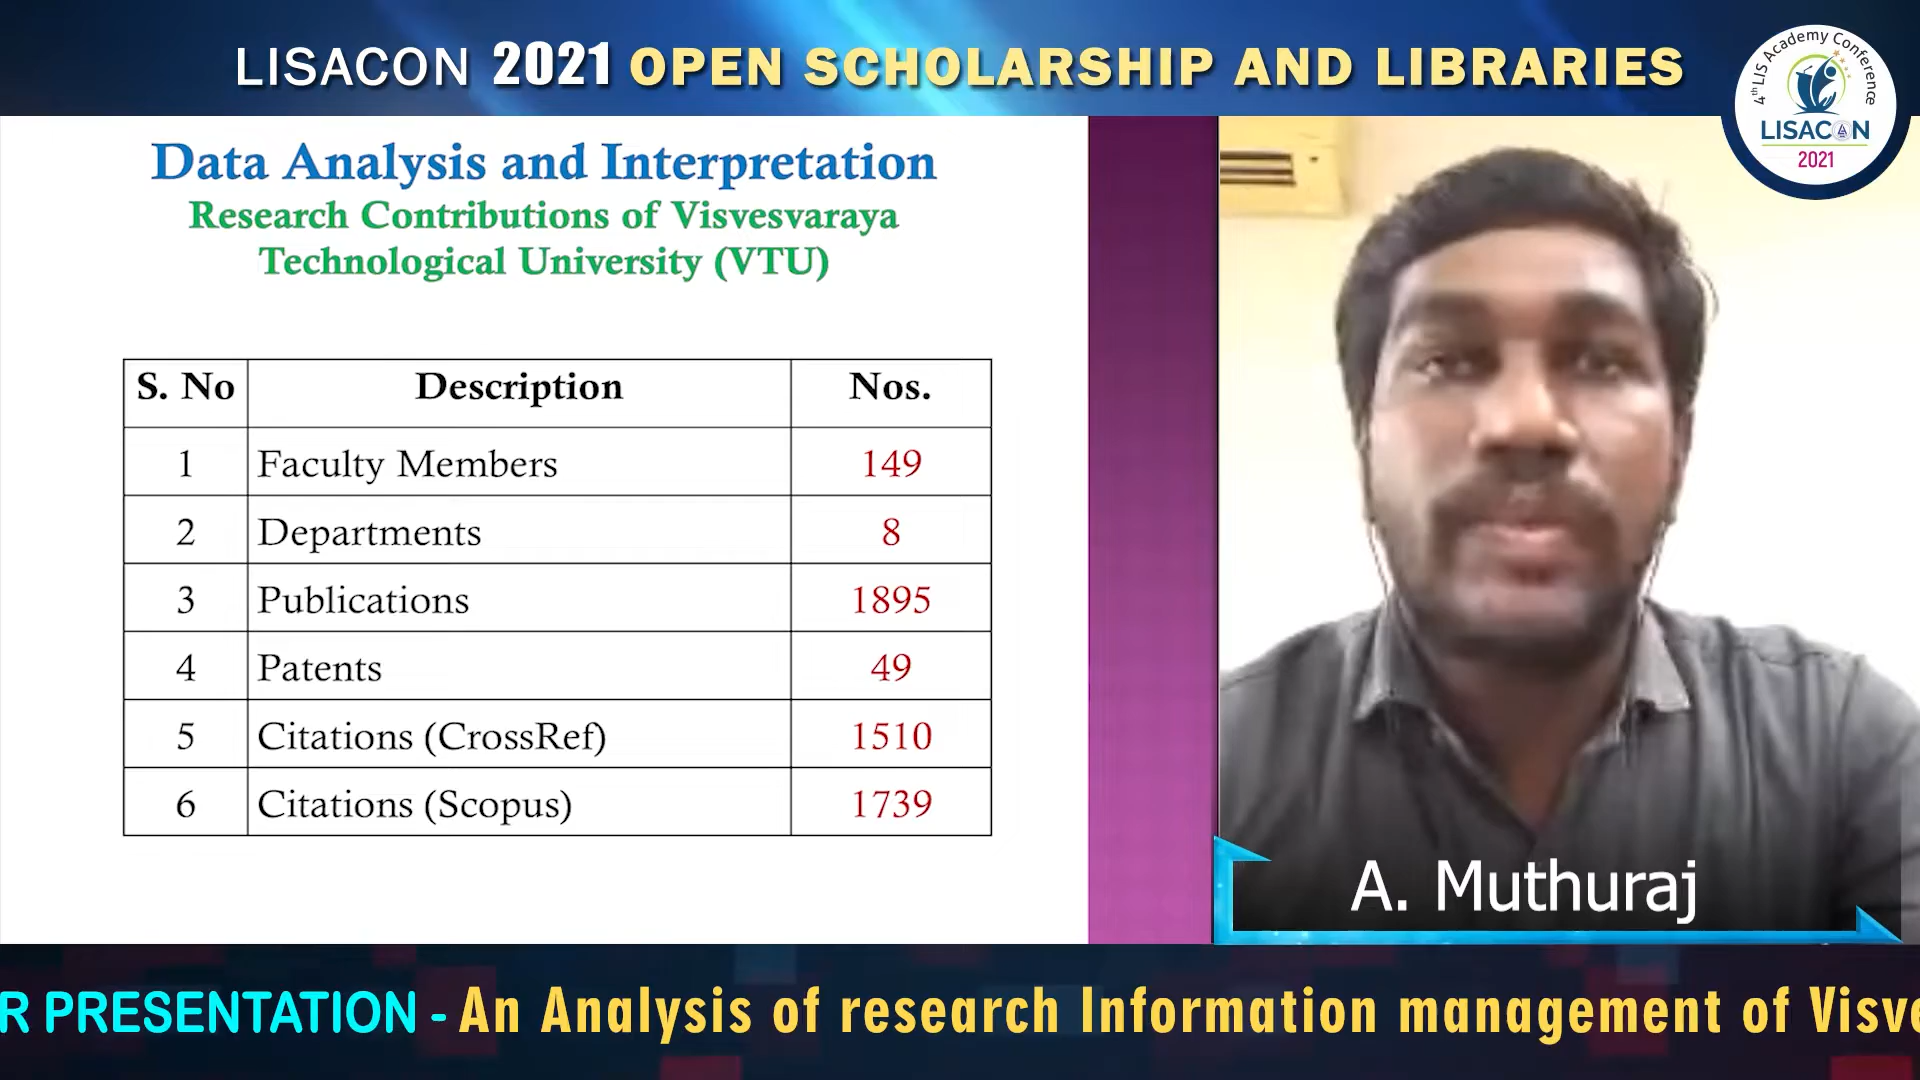 LISACON 2021 OPEN SCHOLARSHIP AND LIBRARIES
4th LIS Academy Conference
LISACON
2021
Data Analysis and Interpretation
Research Contributions of Visvesvaraya
Technological University (VTU)
S. No Description Nos.
1 Faculty Members 149
2 Departments 8
3 Publications 1895
4 Patents 49
5 Citations (CrossRef) 1510
6 Citations (Scopus) 1739
A. Muthuraj
R PRESENTATION - An Analysis of research Information management of Visve